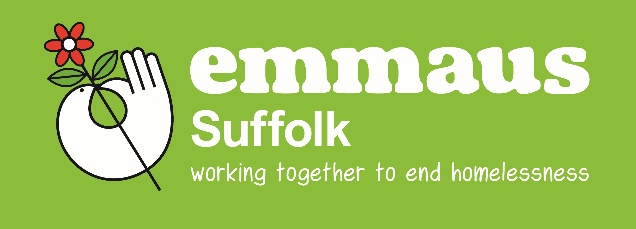 emmaus
Suffolk
working together to end homelessness